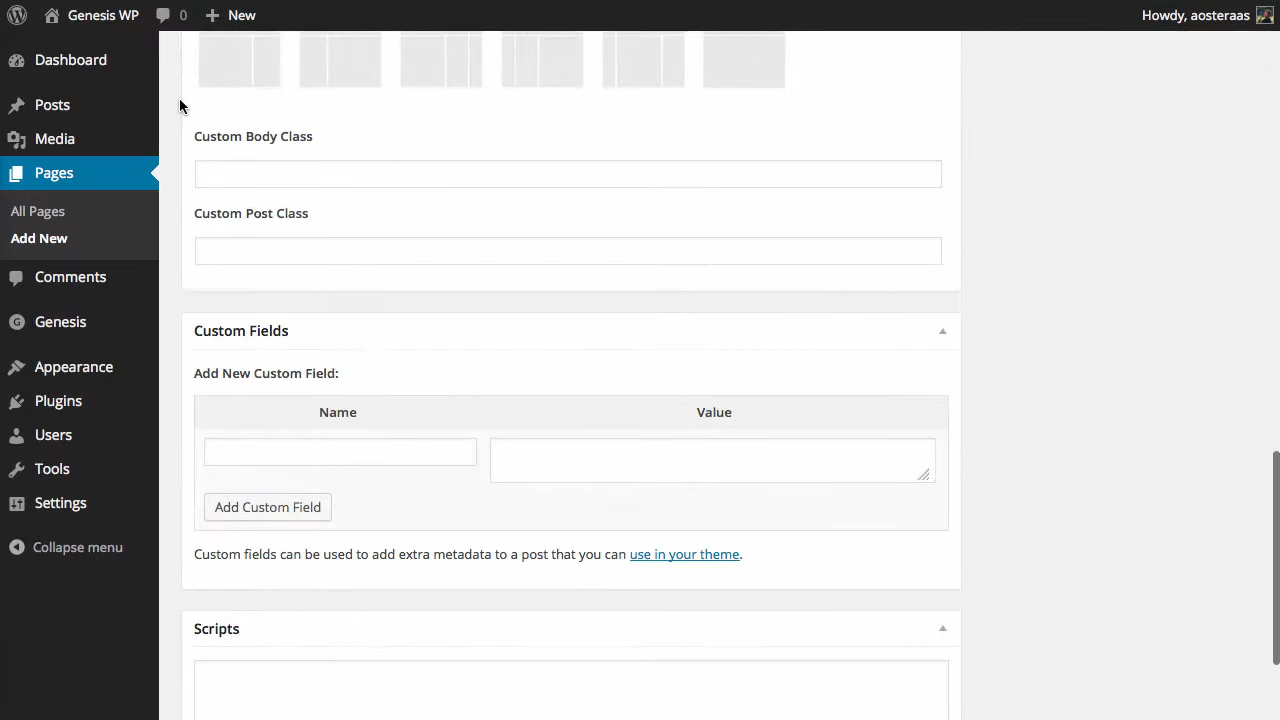 Genesis WP 0 New Howdy, aosteraas
Dashboard
Posts
Media
Pages
All Pages
Add New
Comments
Genesis
Appearance
Plugins
Users
Tools
Settings
Collapse menu
Custom Body Class
Custom Post Class
Custom Fields
Add New Custom Field:
Name Value
Add Custom Field
Custom fields can be used to add extra metadata to a post that you can use in your theme.
Scripts